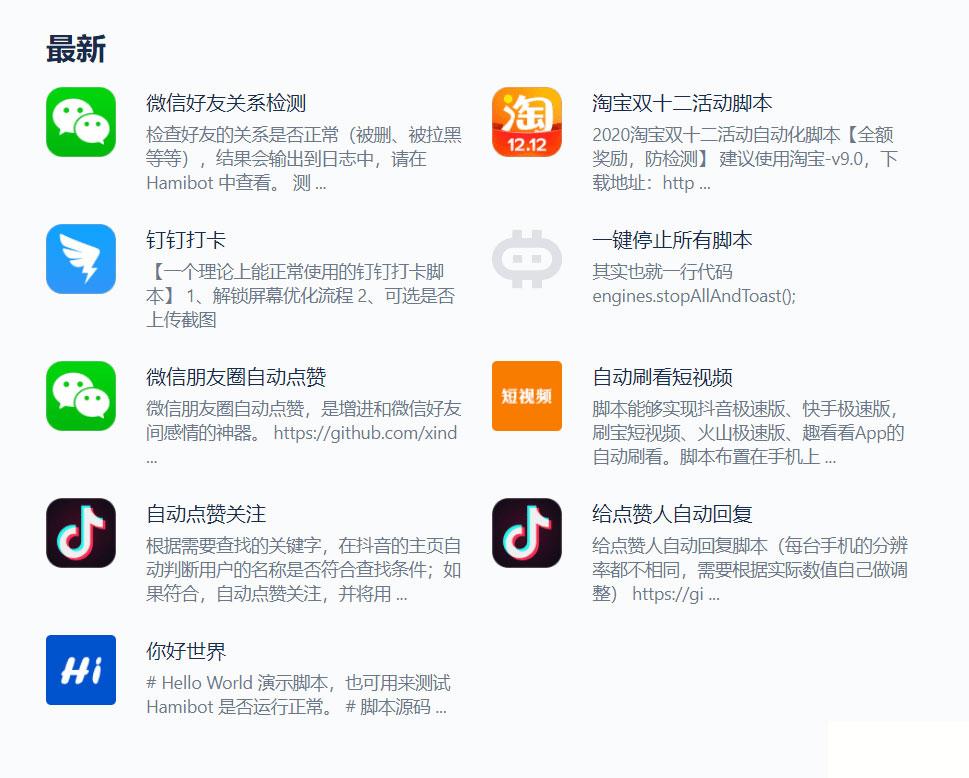 最新
微信好友关系检测
检查好友的关系是否正常（被删、被拉黑
等等），结果会输出到日志中，请在
Hamibot 中查看。 测 ...
淘
12.12
淘宝双十二活动脚本
2020淘宝双十二活动自动化脚本【全额
奖励，防检测】 建议使用淘宝-v9.0，下
载地址：http ...
钉钉打卡
【一个理论上能正常使用的钉钉打卡脚
本】 1、解锁屏幕优化流程 2、可选是否
上传截图
一键停止所有脚本
其实也就一行代码
engines.stopAllAndToast();
微信朋友圈自动点赞
微信朋友圈自动点赞，是增进和微信好友
间感情的神器。 https://github.com/xind
...
短视频
自动刷看短视频
脚本能够实现抖音极速版、快手极速版，
刷宝短视频、火山极速版、趣看看App的
自动刷看。脚本布置在手机上 ...
自动点赞关注
根据需要查找的关键字，在抖音的主页自
动判断用户的名称是否符合查找条件；如
果符合，自动点赞关注，并将用 ...
给点赞人自动回复
给点赞人自动回复脚本（每台手机的分辨
率都不相同，需要根据实际数值自己做调
整） https://gi ...
Hi
你好世界
# Hello World 演示脚本，也可用来测试
Hamibot 是否运行正常。 # 脚本源码 ...